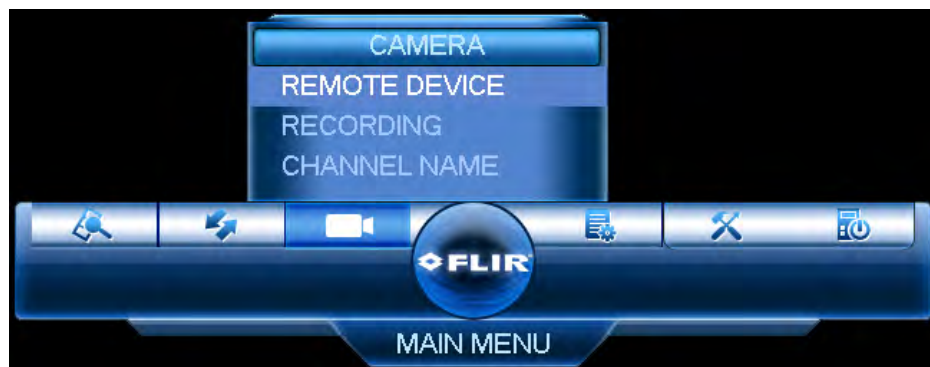 CAMERA
REMOTE DEVICE
RECORDING
CHANNEL NAME
FLIR
MAIN MENU